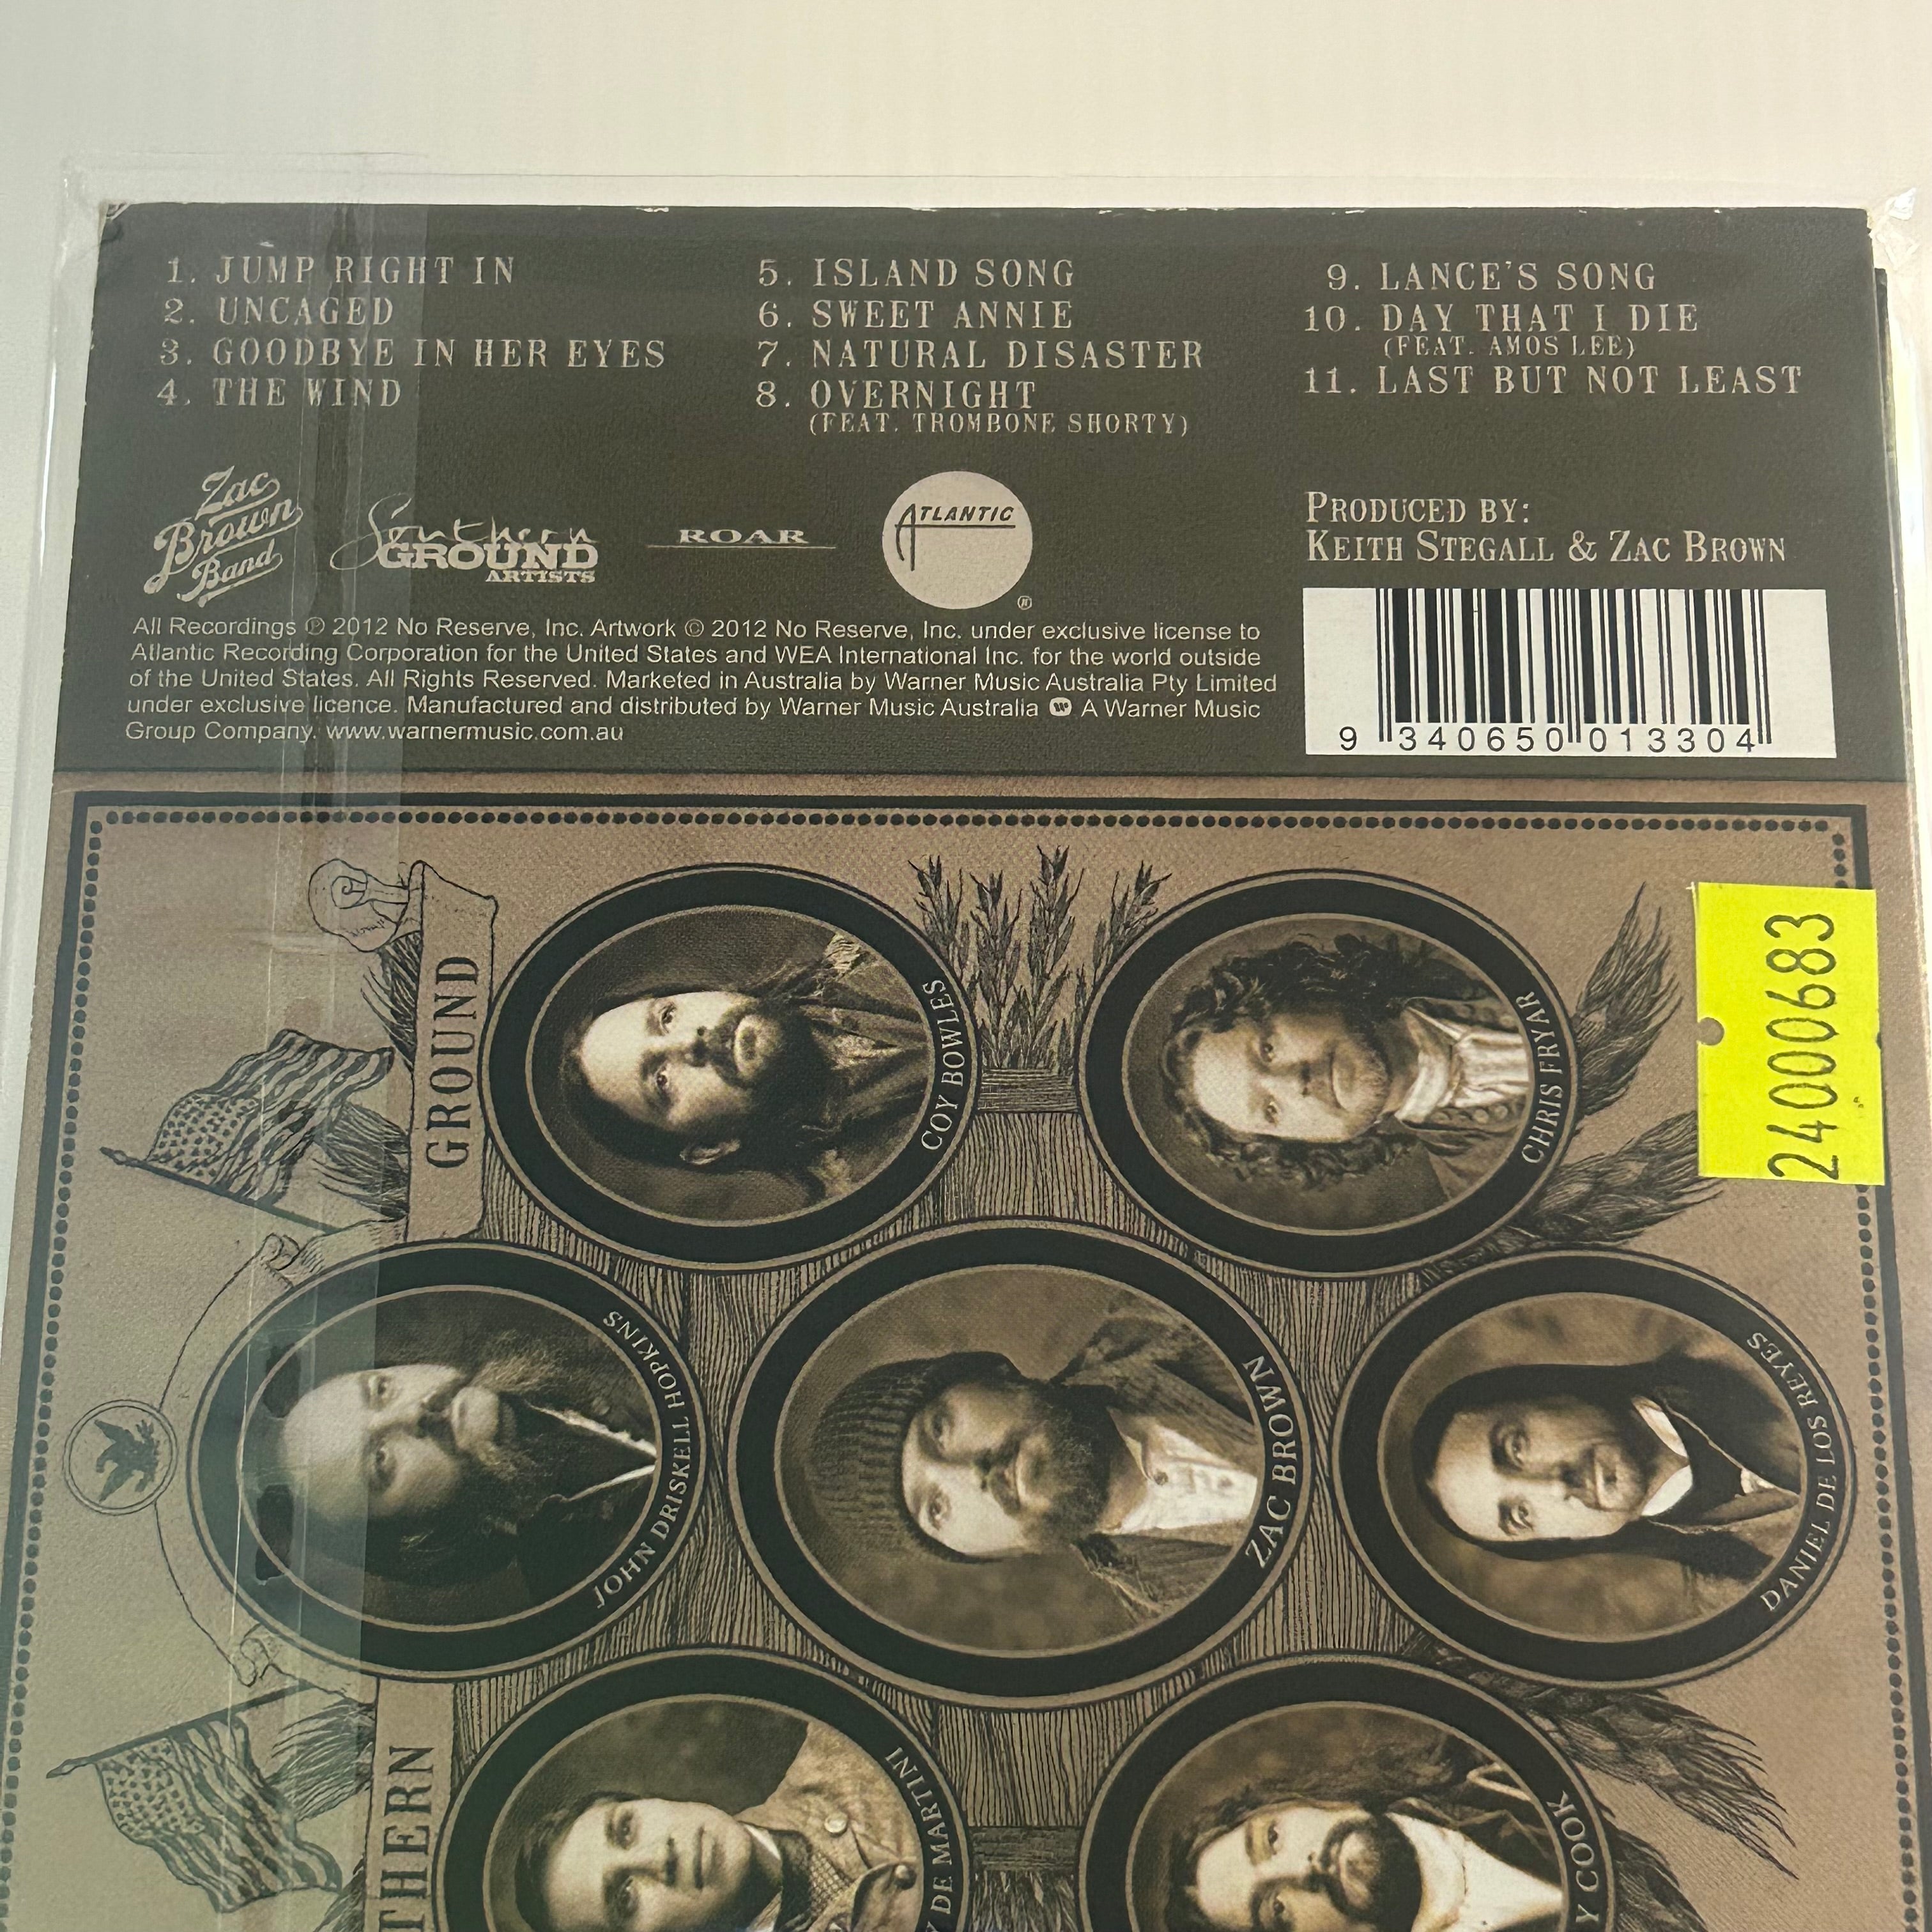 1. JUMP RIGHT IN
2. UNCAGED
3. GOODBYE IN HER EYES
4. THE WIND
5. ISLAND SONG
6. SWEET ANNIE
7. NATURAL DISASTER
8. OVERNIGHT
(FEAT. TROMBONE SHORTY)
9. LANCE'S SONG
10. DAY THAT I DIE
(FEAT. AMOS LEE)
11. LAST BUT NOT LEAST
Zac
Brown
Band
Southern
GROUND
ARTISTS
ROAR
ATLANTIC
®
PRODUCED BY:
KEITH STEGALL & ZAC BROWN
All Recordings ℗ 2012 No Reserve, Inc. Artwork © 2012 No Reserve, Inc. under exclusive license to
Atlantic Recording Corporation for the United States and WEA International Inc. for the world outside
of the United States. All Rights Reserved. Marketed in Australia by Warner Music Australia Pty Limited
under exclusive licence. Manufactured and distributed by Warner Music Australia A Warner Music
Group Company. www.warnermusic.com.au
9 340650 013304
GROUND
COY BOWLES
CHRIS FRYAR
24000683
JOHN DRISKELL HOPKINS
ZAC BROWN
DANIEL DE LOS REYES
THERN
Y DE MARTINI
Y COOK